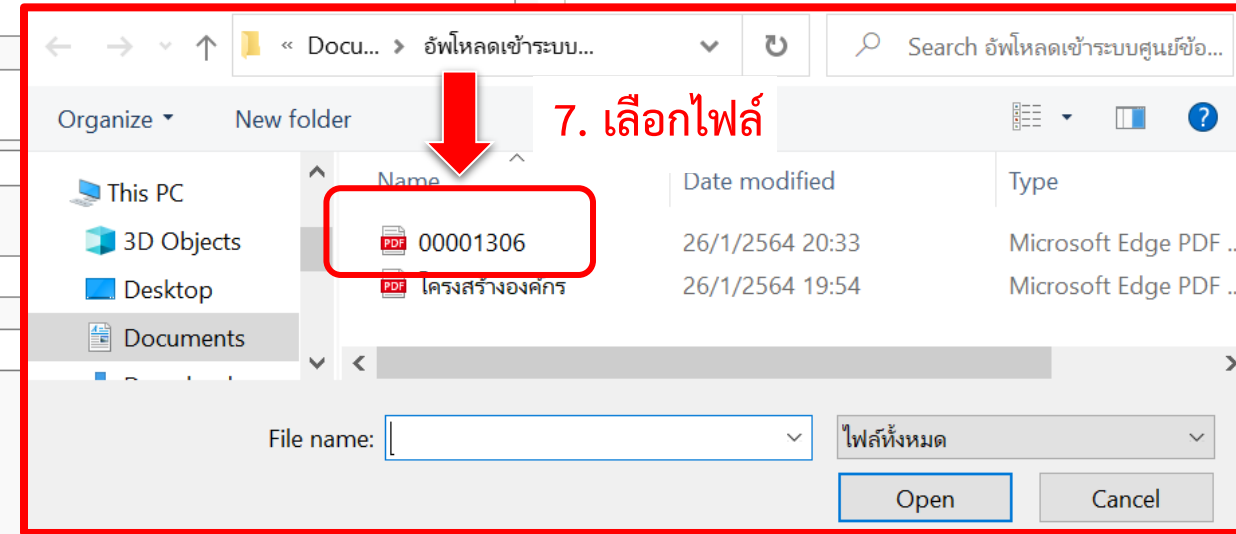 « Docu... > อัพโหลดเข้าระบบ...
Search อัพโหลดเข้าระบบศูนย์ข้อ...
Organize
New folder
7. เลือกไฟล์
?
Name
Date modified
Type
This PC
3D Objects
Desktop
Documents
PDF 00001306 26/1/2564 20:33 Microsoft Edge PDF ..
PDF โครงสร้างองค์กร 26/1/2564 19:54 Microsoft Edge PDF ..
File name:
ไฟล์ทั้งหมด
Open
Cancel